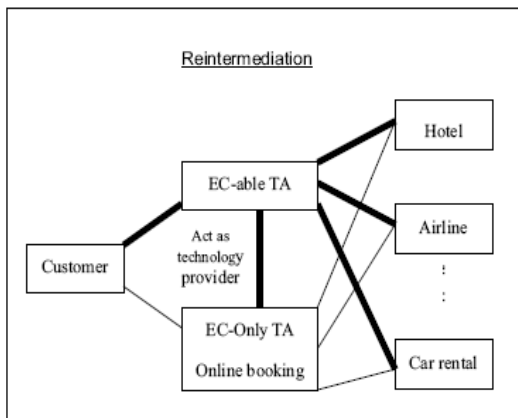 Reintermediation
Hotel
EC-able TA
Act as
technology
provider
Airline
Customer
EC-Only TA
Online booking
Car rental